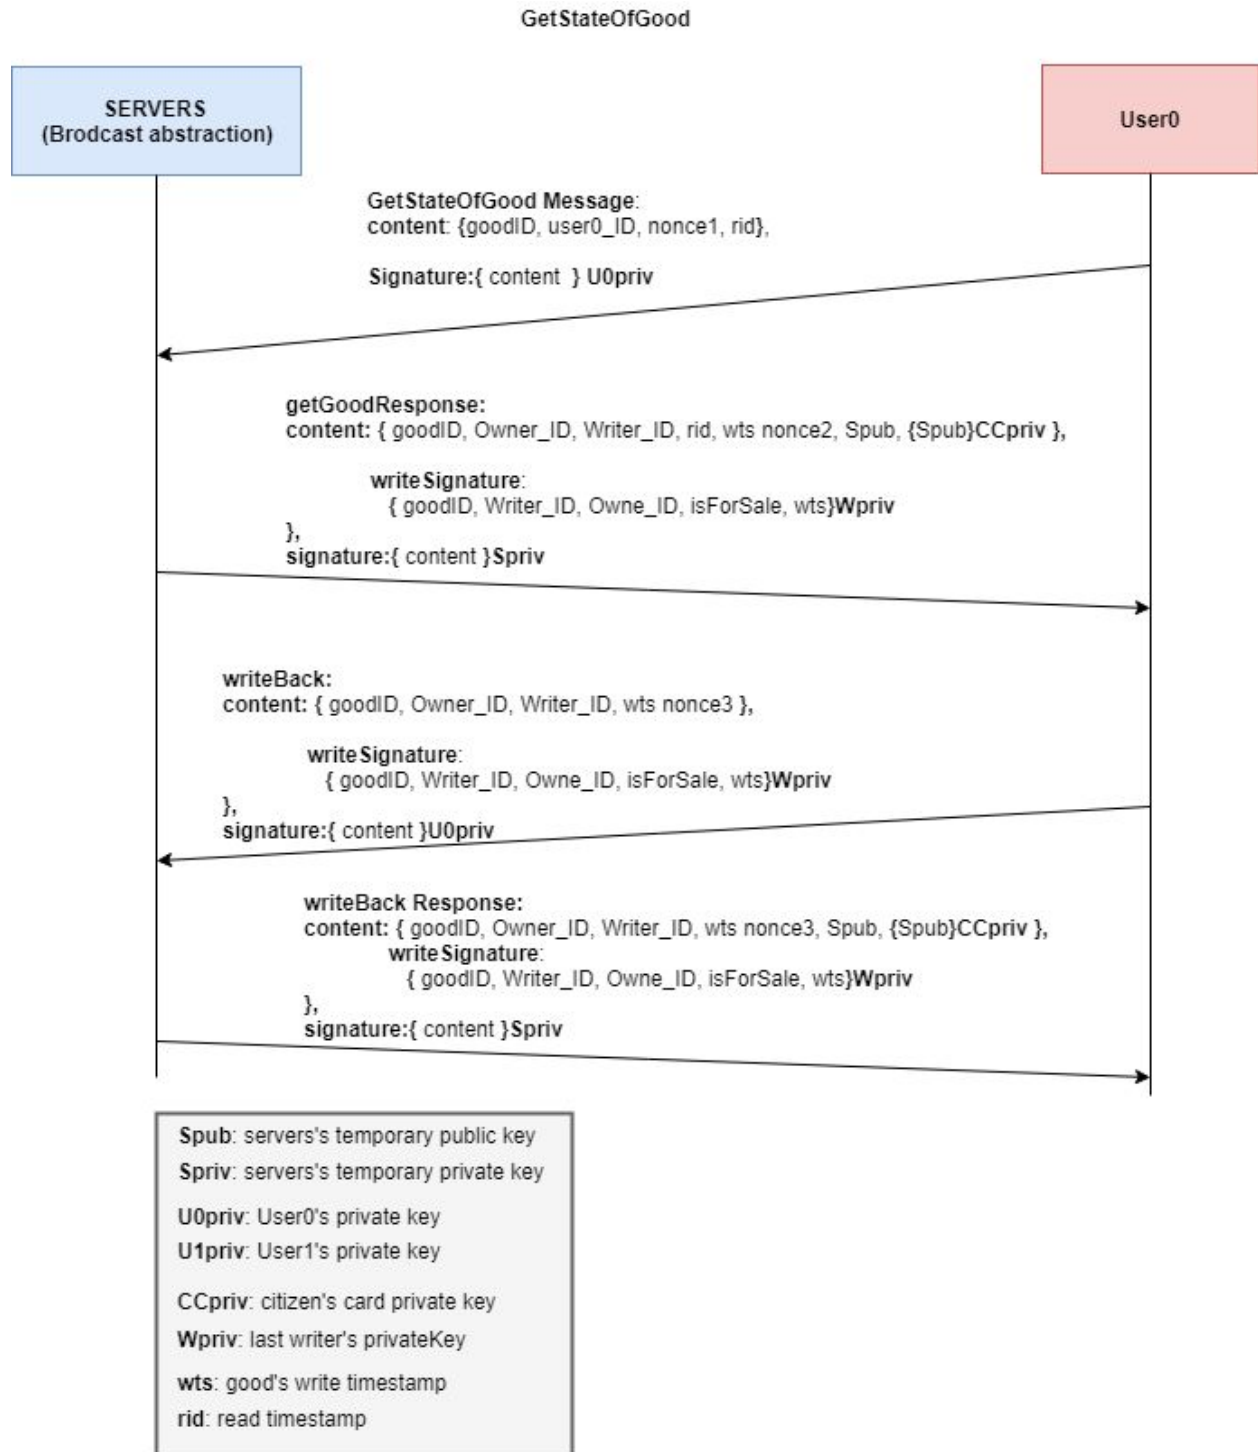 GetStateOfGood
SERVERS
(Brodcast abstraction)
User0
GetStateOfGood Message:
content: {goodID, user0_ID, nonce1, rid},
Signature:{ content  } U0priv
getGoodResponse:
content: { goodID, Owner_ID, Writer_ID, rid, wts nonce2, Spub, {Spub}CCpriv },
writeSignature:
{ goodID, Writer_ID, Owne_ID, isForSale, wts}Wpriv
},
signature:{ content }Spriv
writeBack:
content: { goodID, Owner_ID, Writer_ID, wts nonce3 },
writeSignature:
{ goodID, Writer_ID, Owne_ID, isForSale, wts}Wpriv
},
signature:{ content }U0priv
writeBack Response:
content: { goodID, Owner_ID, Writer_ID, wts nonce3, Spub, {Spub}CCpriv },
writeSignature:
{ goodID, Writer_ID, Owne_ID, isForSale, wts}Wpriv
},
signature:{ content }Spriv
Spub: servers's temporary public key
Spriv: servers's temporary private key
U0priv: User0's private key
U1priv: User1's private key
CCpriv: citizen's card private key
Wpriv: last writer's privateKey
wts: good's write timestamp
rid: read timestamp